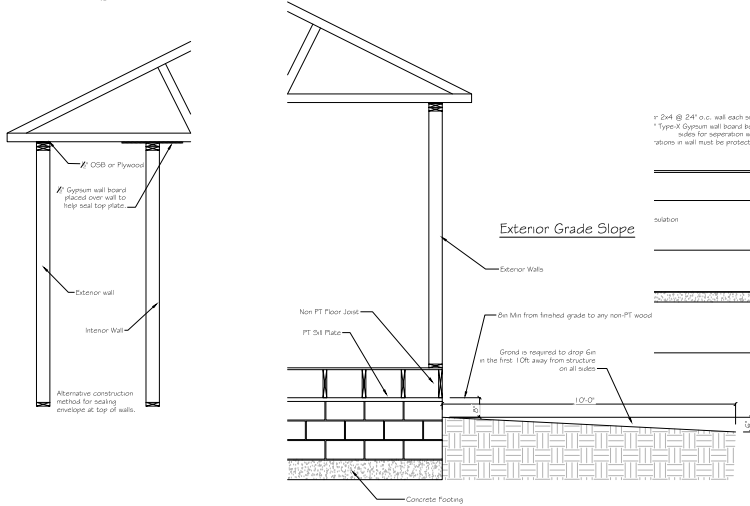 ½" OSB or Plywood
½" Gypsum wall board
placed over wall to
help seal top plate.
Exterior wall
Interior Wall
Alternative construction
method for sealing
envelope at top of walls.
Exterior Grade Slope
Exterior Walls
Non PT Floor Joist
PT Sill Plate
8in Min from finished grade to any non-PT wood
Grond is required to drop 6in
in the first 10ft away from structure
on all sides
10'-0"
8"
6"
Concrete Footing
r 2x4 @ 24" o.c. wall each s
" Type-X Gypsum wall board b
sides for seperation w
rations in wall must be protect
sulation